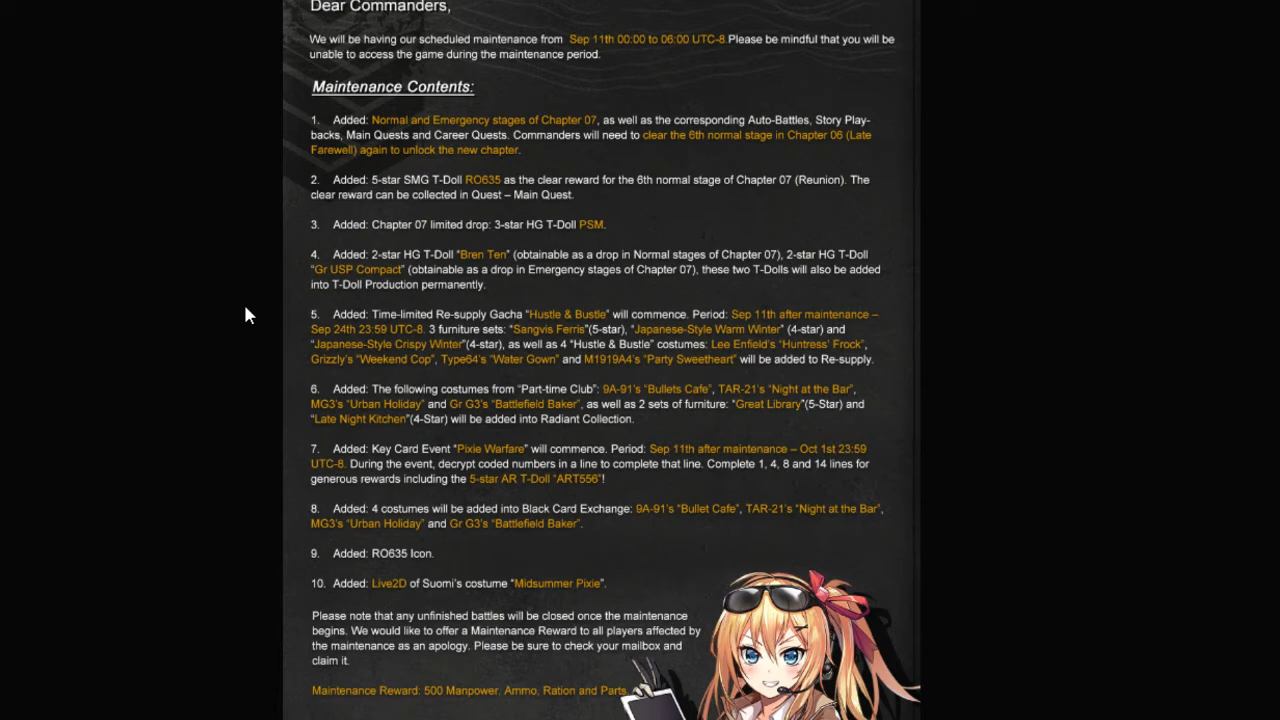 Dear Commanders,
We will be having our scheduled maintenance from Sep 11th 00:00 to 06:00 UTC-8.Please be mindful that you will be
unable to access the game during the maintenance period.
Maintenance Contents:
1. Added: Normal and Emergency stages of Chapter 07, as well as the corresponding Auto-Battles, Story Play-
backs, Main Quests and Career Quests. Commanders will need to clear the 6th normal stage in Chapter 06 (Late
Farewell) again to unlock the new chapter.
2. Added: 5-star SMG T-Doll RO635 as the clear reward for the 6th normal stage of Chapter 07 (Reunion). The
clear reward can be collected in Quest – Main Quest.
3. Added: Chapter 07 limited drop: 3-star HG T-Doll PSM.
4. Added: 2-star HG T-Doll “Bren Ten” (obtainable as a drop in Normal stages of Chapter 07), 2-star HG T-Doll
“Gr USP Compact” (obtainable as a drop in Emergency stages of Chapter 07), these two T-Dolls will also be added
into T-Doll Production permanently.
5. Added: Time-limited Re-supply Gacha “Hustle & Bustle” will commence. Period: Sep 11th after maintenance –
Sep 24th 23:59 UTC-8. 3 furniture sets: “Sangvis Ferris”(5-star), “Japanese-Style Warm Winter” (4-star) and
“Japanese-Style Crispy Winter”(4-star), as well as 4 “Hustle & Bustle” costumes: Lee Enfield’s “Huntress’ Frock”,
Grizzly’s “Weekend Cop”, Type64’s “Water Gown” and M1919A4’s “Party Sweetheart” will be added to Re-supply.
6. Added: The following costumes from “Part-time Club”: 9A-91’s “Bullets Cafe”, TAR-21’s “Night at the Bar”,
MG3’s “Urban Holiday” and Gr G3’s “Battlefield Baker”, as well as 2 sets of furniture: “Great Library”(5-Star) and
“Late Night Kitchen”(4-Star) will be added into Radiant Collection.
7. Added: Key Card Event “Pixie Warfare” will commence. Period: Sep 11th after maintenance – Oct 1st 23:59
UTC-8. During the event, decrypt coded numbers in a line to complete that line. Complete 1, 4, 8 and 14 lines for
generous rewards including the 5-star AR T-Doll “ART556”!
8. Added: 4 costumes will be added into Black Card Exchange: 9A-91’s “Bullet Cafe”, TAR-21’s “Night at the Bar”,
MG3’s “Urban Holiday” and Gr G3’s “Battlefield Baker”.
9. Added: RO635 Icon.
10. Added: Live2D of Suomi’s costume “Midsummer Pixie”.
Please note that any unfinished battles will be closed once the maintenance
begins. We would like to offer a Maintenance Reward to all players affected by
the maintenance as an apology. Please be sure to check your mailbox and
claim it.
Maintenance Reward: 500 Manpower, Ammo, Ration and Parts.